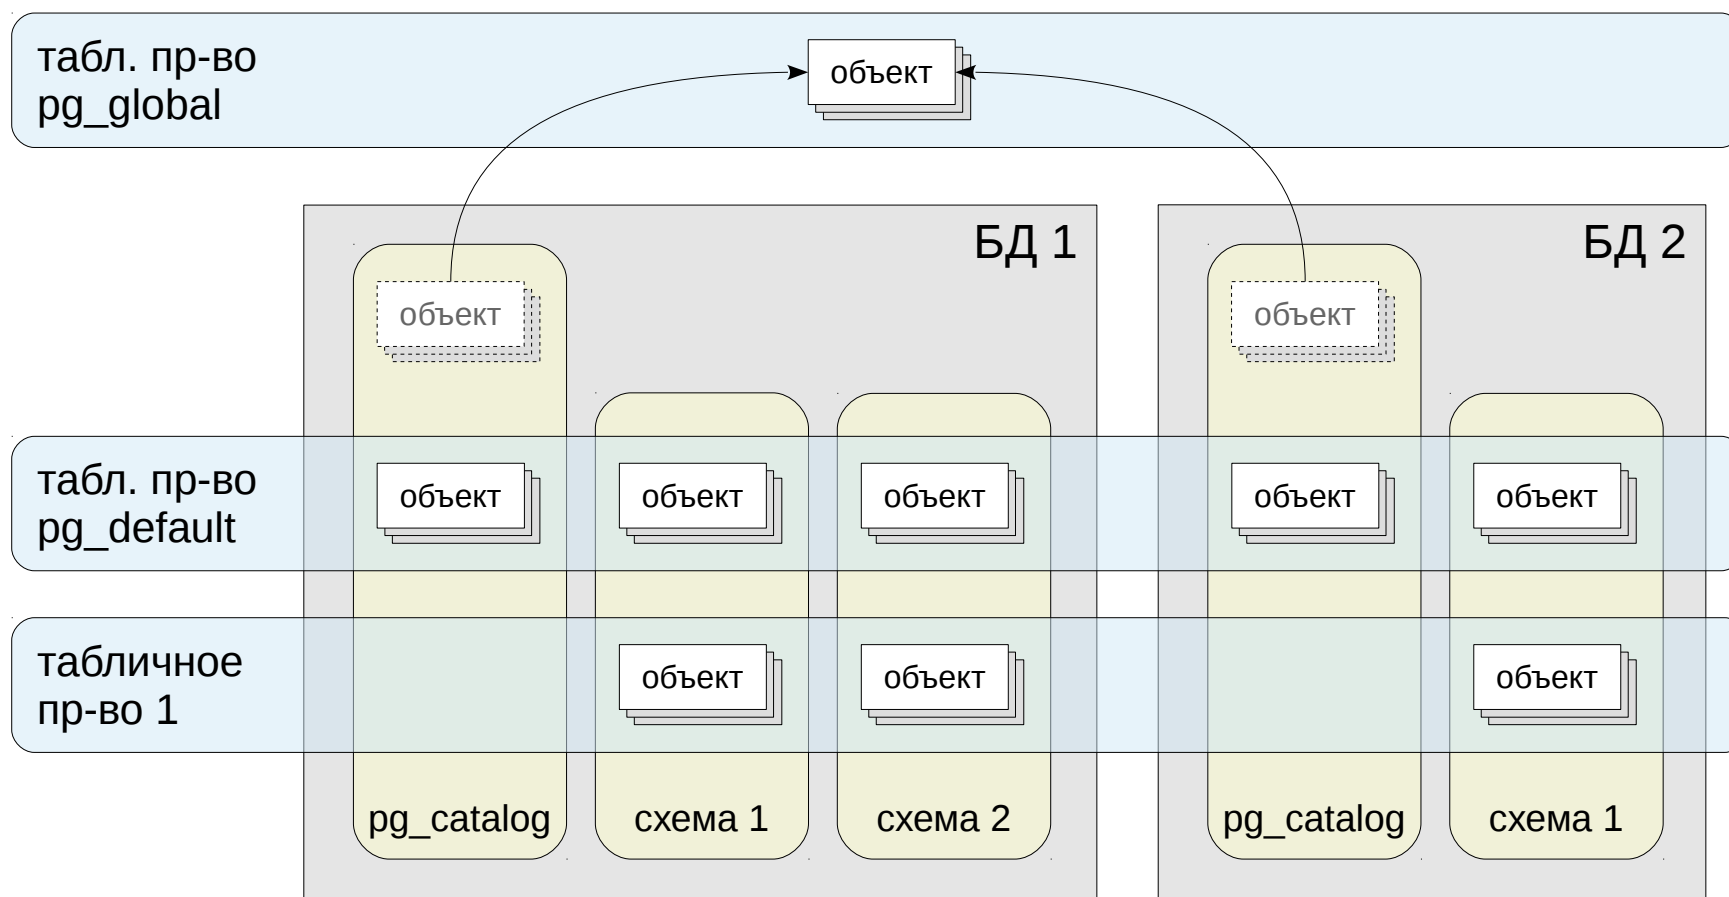 табл. пр-во
pg_global
объект
БД 1
БД 2
объект
объект
табл. пр-во
pg_default
объект
объект
объект
объект
объект
табличное
пр-во 1
объект
объект
объект
pg_catalog
схема 1
схема 2
pg_catalog
схема 1